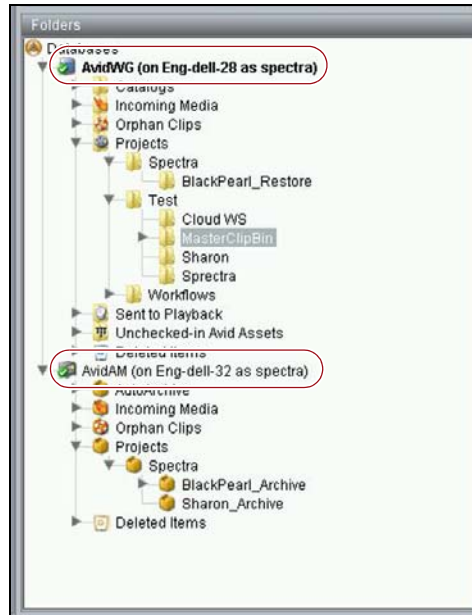 Folders
Databases
AvidWG (on Eng-dell-28 as spectra)
Catalogs
Incoming Media
Orphan Clips
Projects
Spectra
BlackPearl_Restore
Test
Cloud WS
MasterClipBin
Sharon
Sprectra
Workflows
Sent to Playback
Unchecked-in Avid Assets
Deleted Items
AvidAM (on Eng-dell-32 as spectra)
AutoArchive
Incoming Media
Orphan Clips
Projects
Spectra
BlackPearl_Archive
Sharon_Archive
Deleted Items